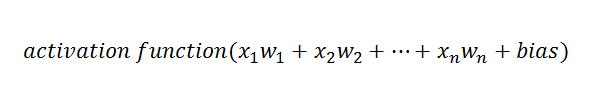 activation function(x₁w₁ + x₂w₂ + ⋯ + xₙwₙ + bias)